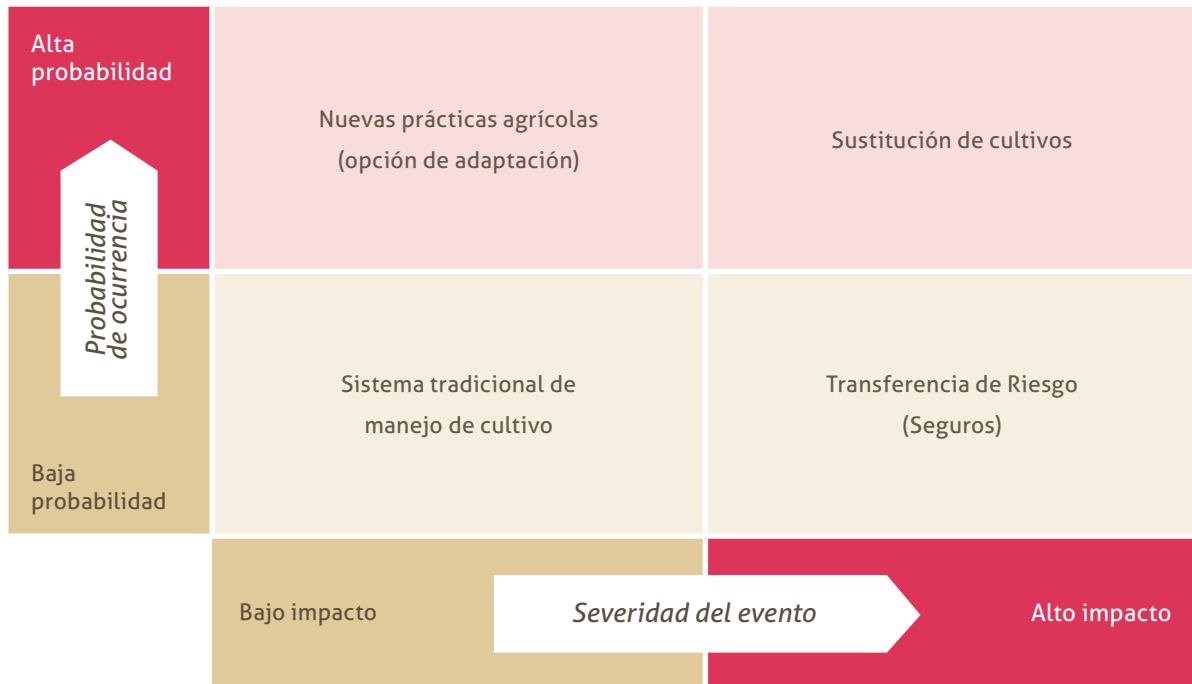 Alta
probabilidad
Nuevas prácticas agrícolas
(opción de adaptación)
Sustitución de cultivos
Probabilidad
de ocurrencia
Sistema tradicional de
manejo de cultivo
Transferencia de Riesgo
(Seguros)
Baja
probabilidad
Bajo impacto
Severidad del evento
Alto impacto